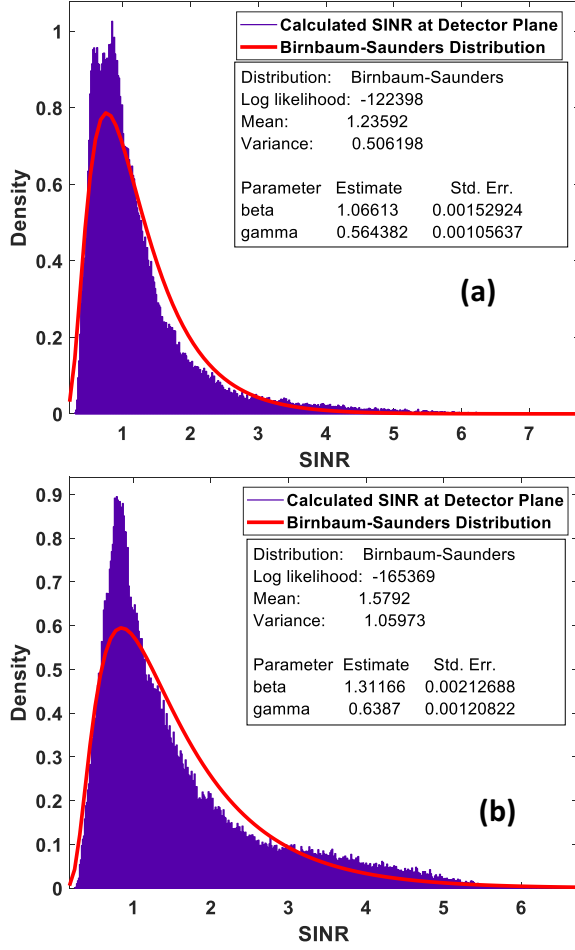 Calculated SINR at Detector Plane
Birnbaum-Saunders Distribution
Distribution: Birnbaum-Saunders
Log likelihood: -122398
Mean: 1.23592
Variance: 0.506198
Parameter Estimate Std. Err.
beta 1.06613 0.00152924
gamma 0.564382 0.00105637
(a)
Density
1
0.8
0.6
0.4
0.2
0
1 2 3 4 5 6 7
SINR
Calculated SINR at Detector Plane
Birnbaum-Saunders Distribution
Distribution: Birnbaum-Saunders
Log likelihood: -165369
Mean: 1.5792
Variance: 1.05973
Parameter Estimate Std. Err.
beta 1.31166 0.00212688
gamma 0.6387 0.00120822
(b)
Density
0.9
0.8
0.7
0.6
0.5
0.4
0.3
0.2
0.1
0
1 2 3 4 5 6
SINR